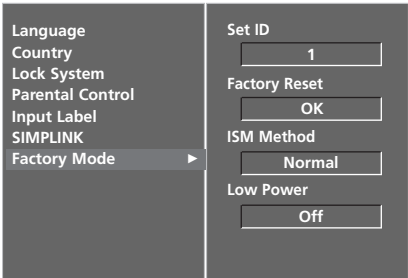 Language
Country
Lock System
Parental Control
Input Label
SIMPLINK
Factory Mode ►
Set ID
1
Factory Reset
OK
ISM Method
Normal
Low Power
Off